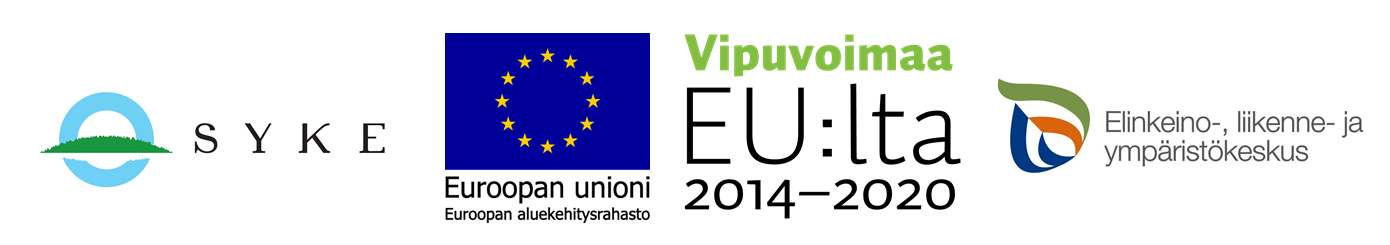 SYKE
Euroopan unioni
Euroopan aluekehitysrahasto
Vipuvoimaa
EU:lta
2014–2020
Elinkeino-, liikenne- ja
ympäristökeskus